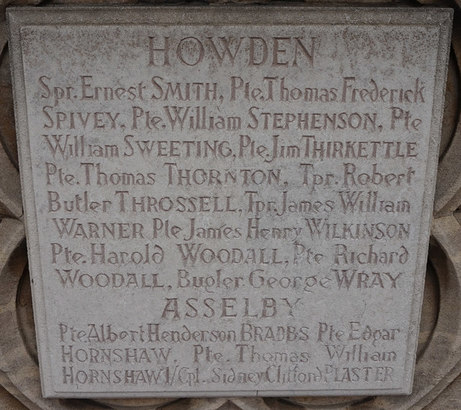 HOWDEN
Spr. Ernest SMITH, Pte. Thomas Frederick
SPIVEY, Pte. William STEPHENSON, Pte
William SWEETING, Pte. Jim THIRKETTLE
Pte. Thomas THORNTON, Tpr. Robert
Butler THROSSELL, Tpr. James William
WARNER Pte. James Henry WILKINSON
Pte. Harold WOODALL, Pte Richard
WOODALL, Bugler George WRAY
ASSELBY
Pte Albert Henderson BRADBS Pte Edgar
HORNSHAW, Pte. Thomas William
HORNSHAW L/Cpl. Sidney Clifford PLASTER